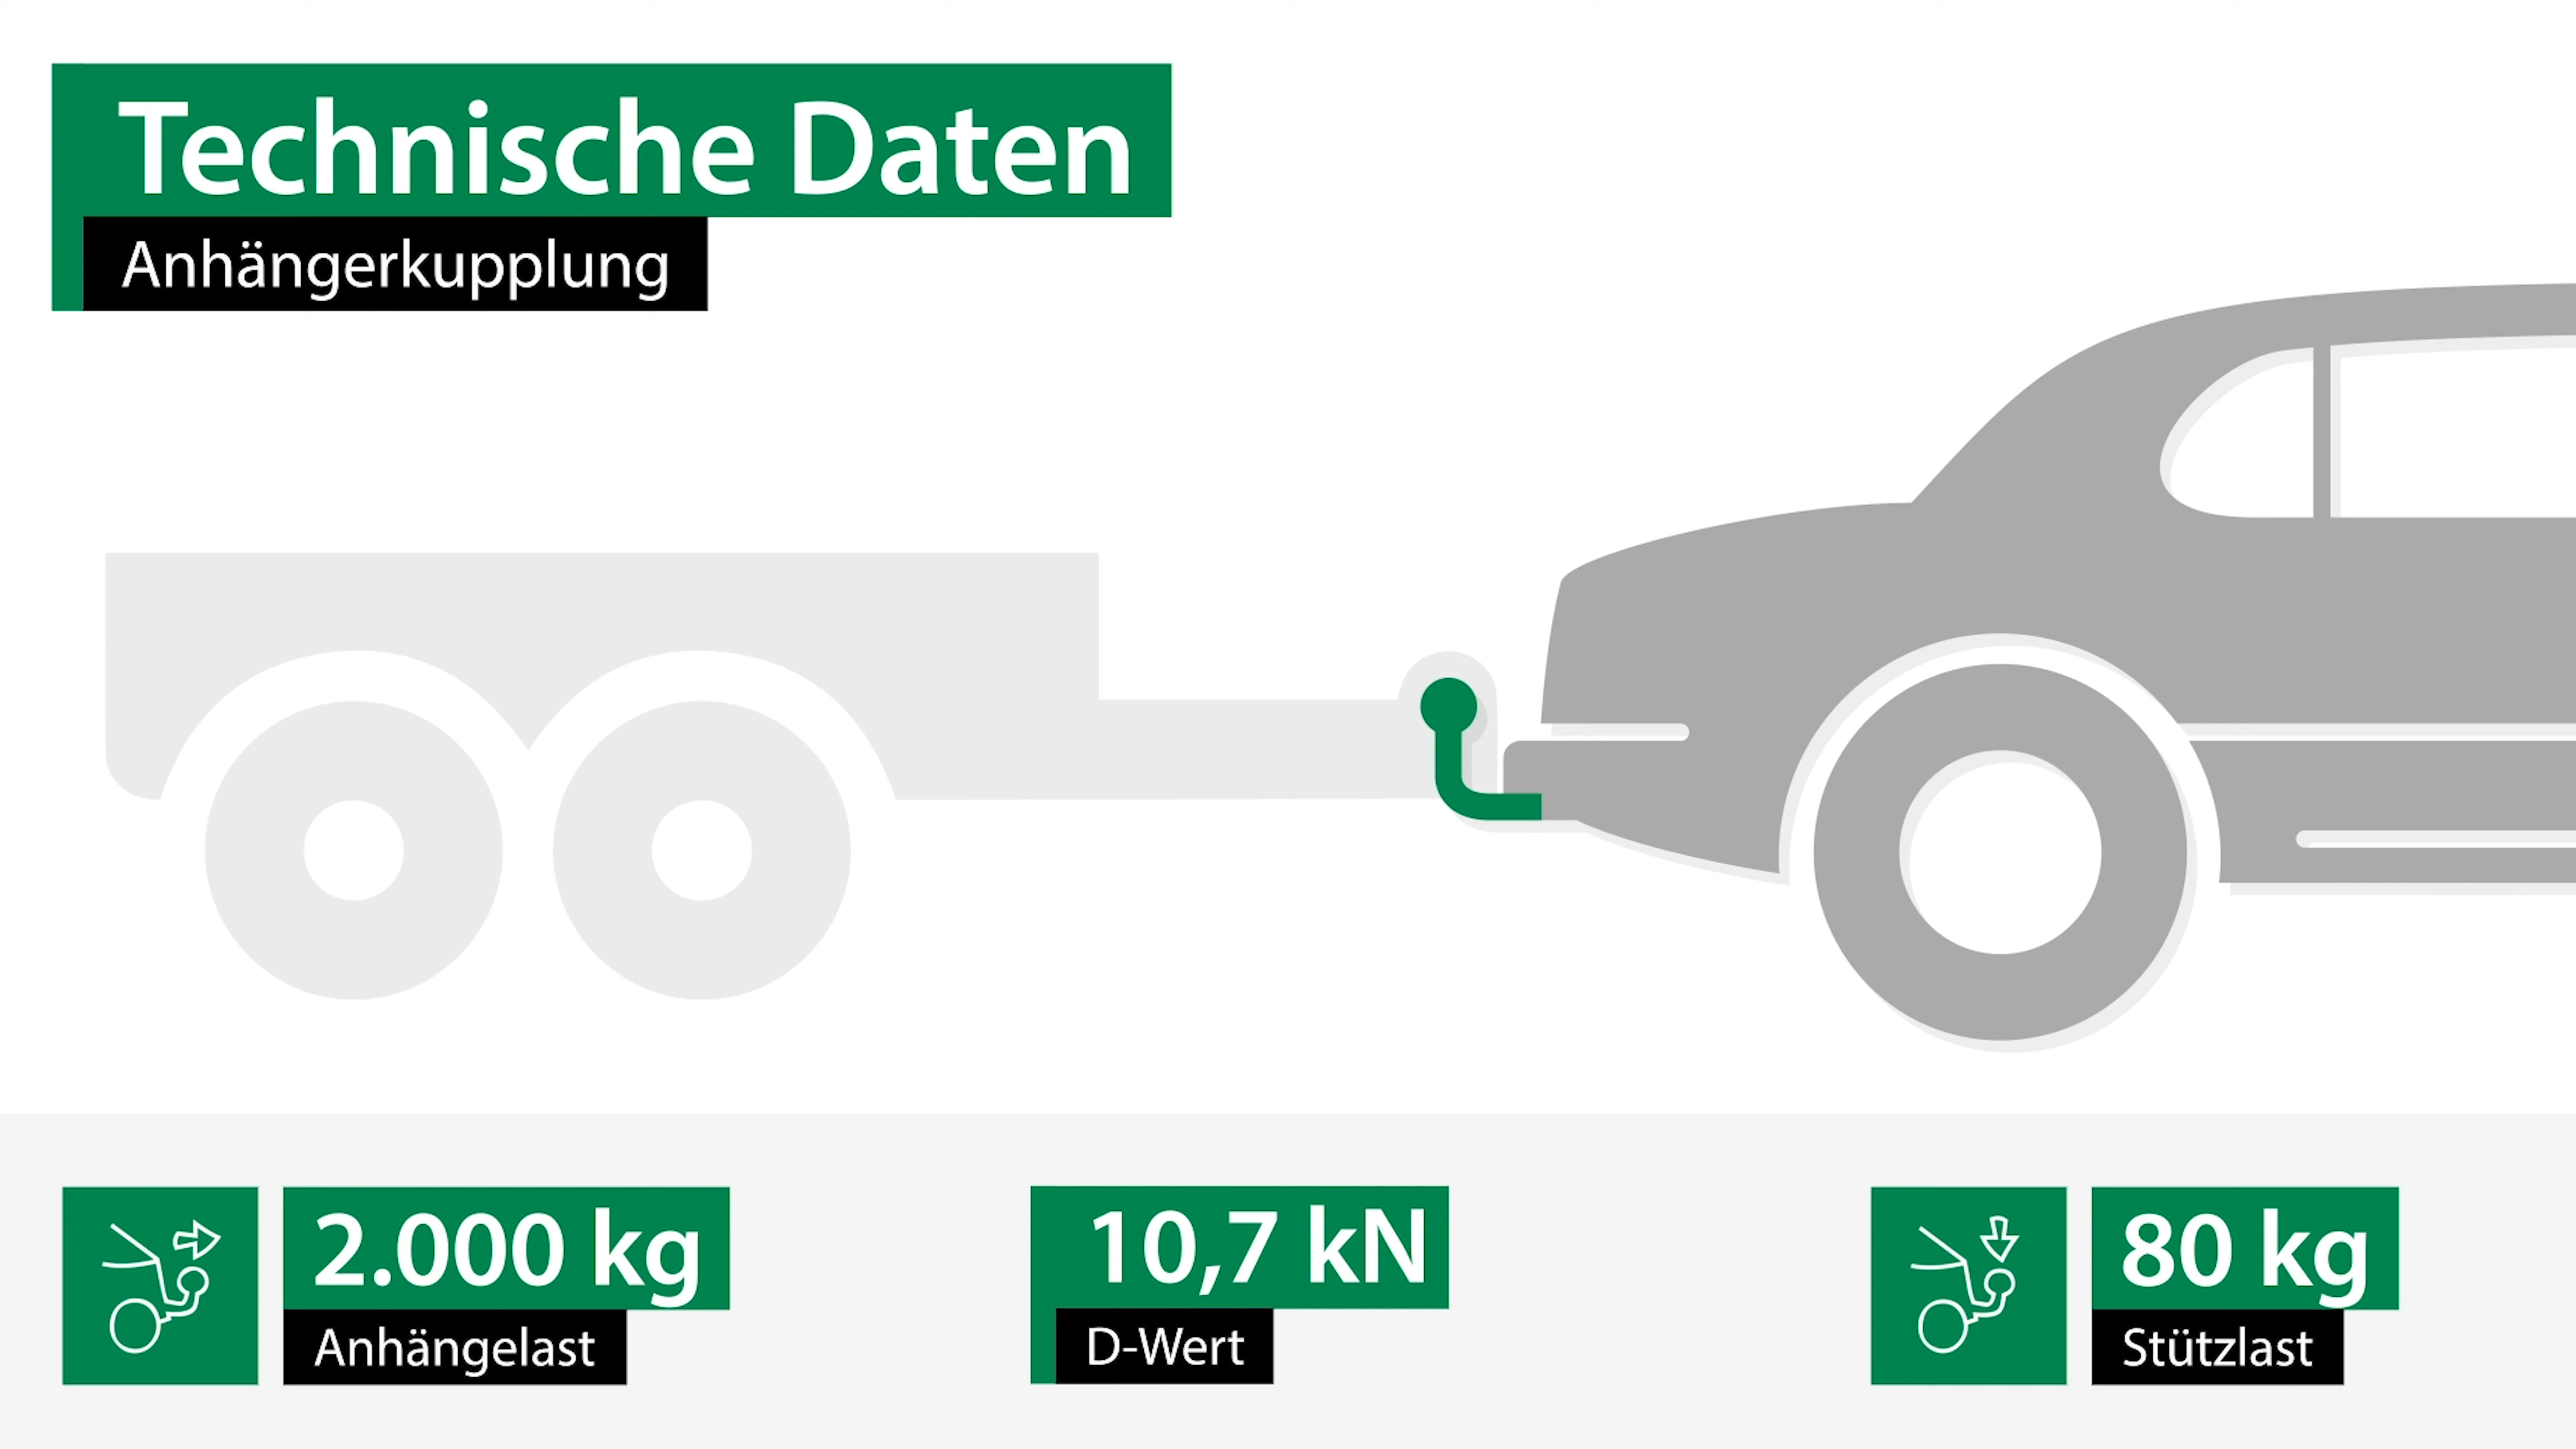 Technische Daten
Anhängerkupplung
2.000 kg
Anhängelast
10,7 kN
D-Wert
80 kg
Stützlast